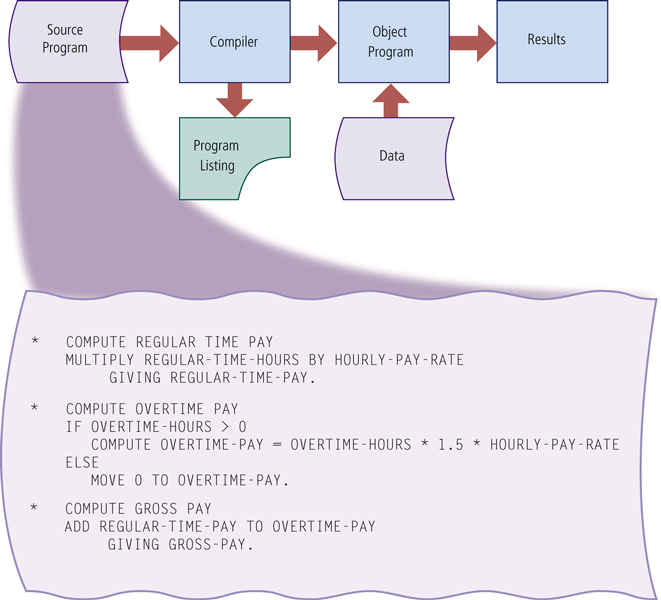 Source
Program
Compiler
Object
Program
Results
Program
Listing
Data
* COMPUTE REGULAR TIME PAY
MULTIPLY REGULAR-TIME-HOURS BY HOURLY-PAY-RATE
GIVING REGULAR-TIME-PAY.
* COMPUTE OVERTIME PAY
IF OVERTIME-HOURS > 0
COMPUTE OVERTIME-PAY = OVERTIME-HOURS * 1.5 * HOURLY-PAY-RATE
ELSE
MOVE 0 TO OVERTIME-PAY.
* COMPUTE GROSS PAY
ADD REGULAR-TIME-PAY TO OVERTIME-PAY
GIVING GROSS-PAY.